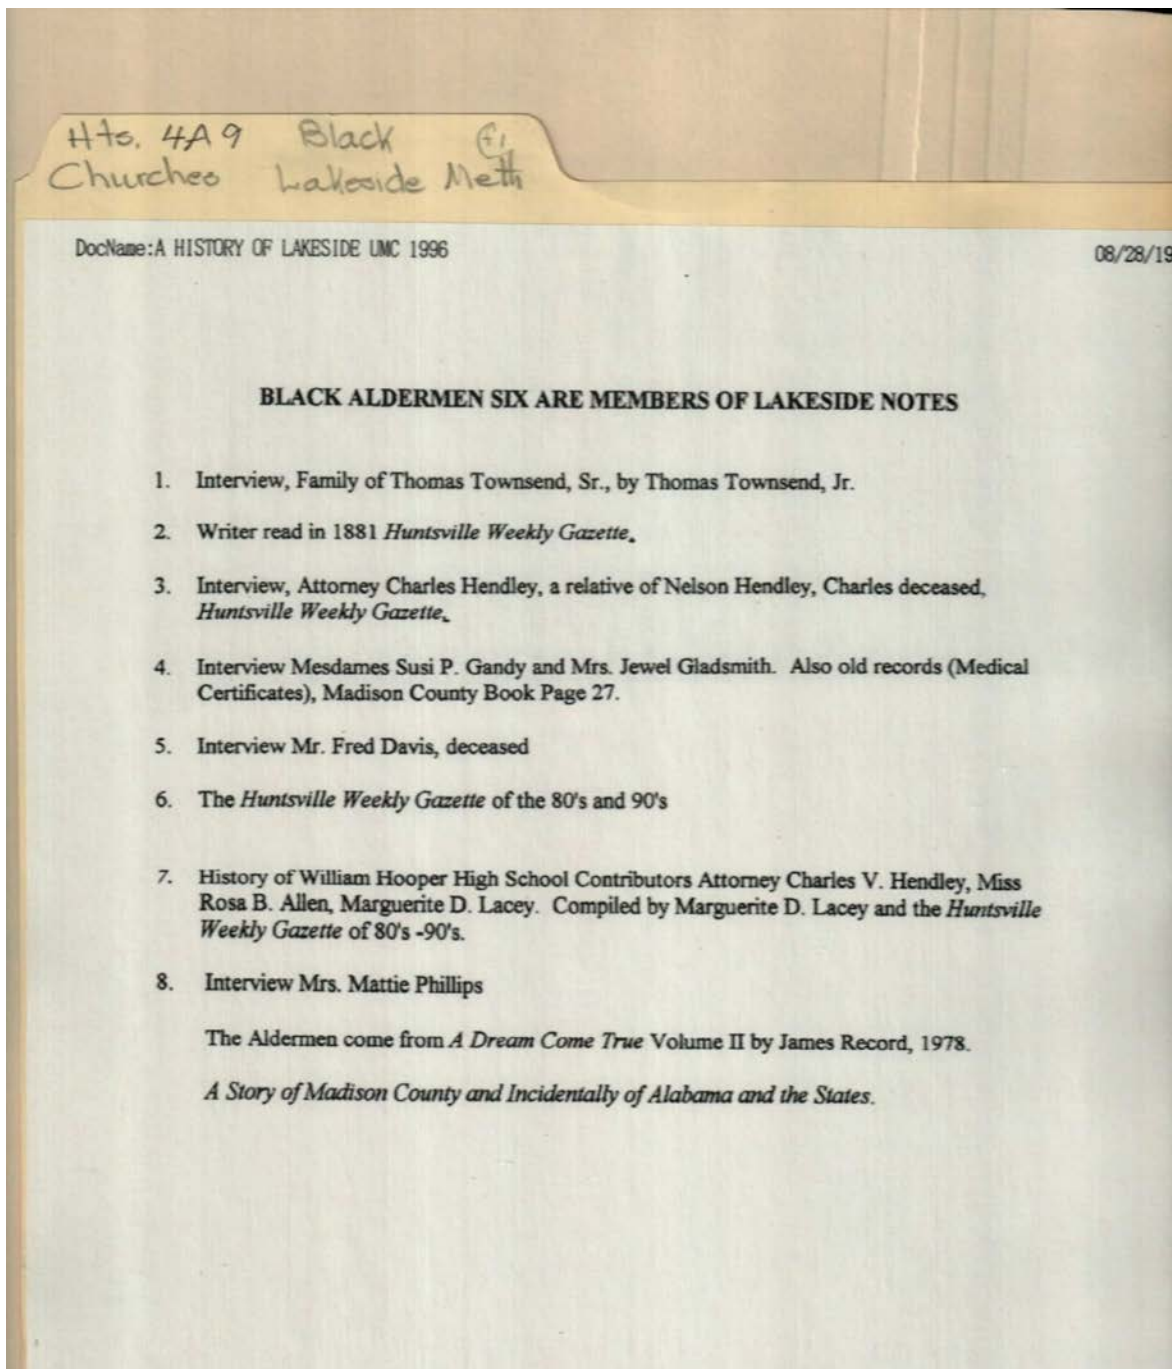 Hts. 4A9 Black
Churches Lakeside Meth
DocName:A HISTORY OF LAKESIDE UMC 1996
08/28/19
BLACK ALDERMEN SIX ARE MEMBERS OF LAKESIDE NOTES
1. Interview, Family of Thomas Townsend, Sr., by Thomas Townsend, Jr.
2. Writer read in 1881 Huntsville Weekly Gazette.
3. Interview, Attorney Charles Hendley, a relative of Nelson Hendley, Charles deceased,
Huntsville Weekly Gazette.
4. Interview Mesdames Susi P. Gandy and Mrs. Jewel Gladsmith. Also old records (Medical
Certificates), Madison County Book Page 27.
5. Interview Mr. Fred Davis, deceased
6. The Huntsville Weekly Gazette of the 80's and 90's
7. History of William Hooper High School Contributors Attorney Charles V. Hendley, Miss
Rosa B. Allen, Marguerite D. Lacey. Compiled by Marguerite D. Lacey and the Huntsville
Weekly Gazette of 80's -90's.
8. Interview Mrs. Mattie Phillips
The Aldermen come from A Dream Come True Volume II by James Record, 1978.
A Story of Madison County and Incidentally of Alabama and the States.